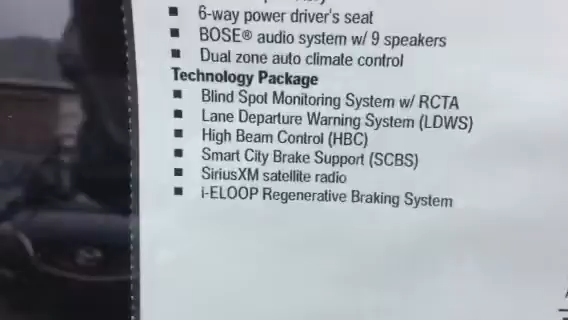 ■ 6-way power driver's seat
■ BOSE® audio system w/ 9 speakers
■ Dual zone auto climate control
Technology Package
■ Blind Spot Monitoring System w/ RCTA
■ Lane Departure Warning System (LDWS)
■ High Beam Control (HBC)
■ Smart City Brake Support (SCBS)
■ SiriusXM satellite radio
■ i-ELOOP Regenerative Braking System